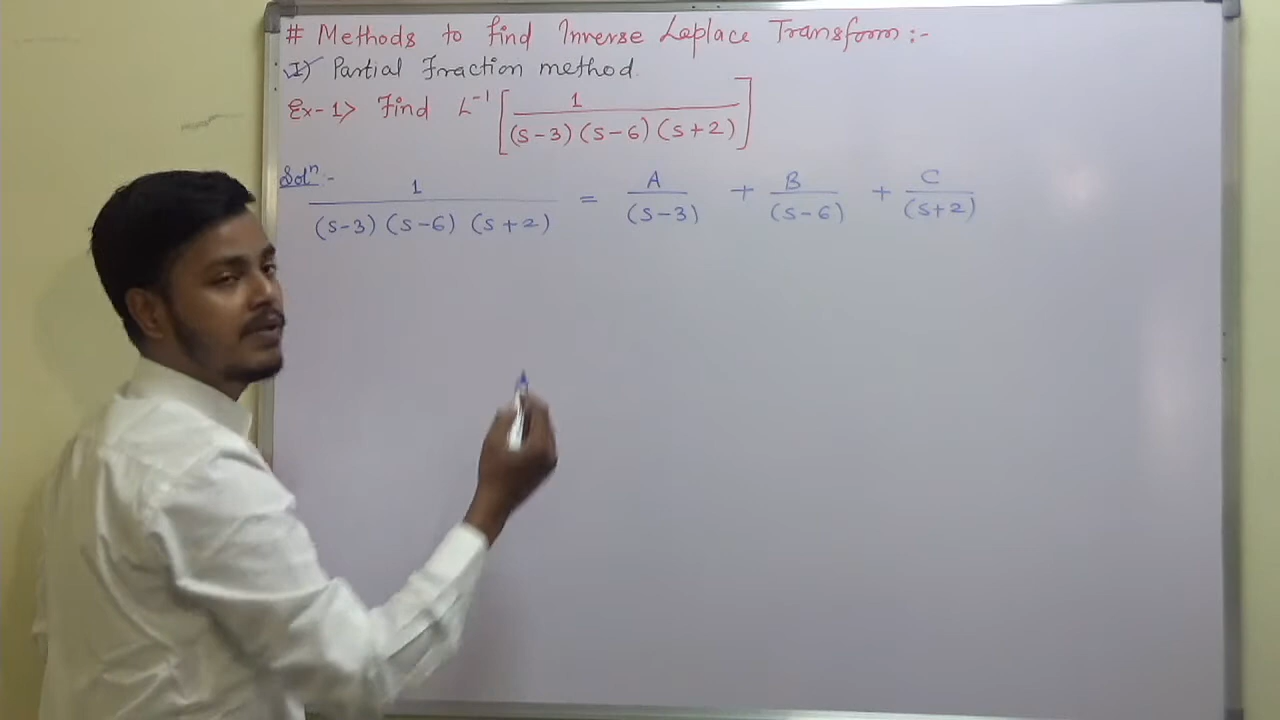 # Methods to find Inverse Laplace Transform :-
I) Partial Fraction method.
Ex-1> Find L⁻¹ [ 1 / (s-3)(s-6)(s+2) ]
Solⁿ:- 1 / (s-3)(s-6)(s+2) = A / (s-3) + B / (s-6) + C / (s+2)